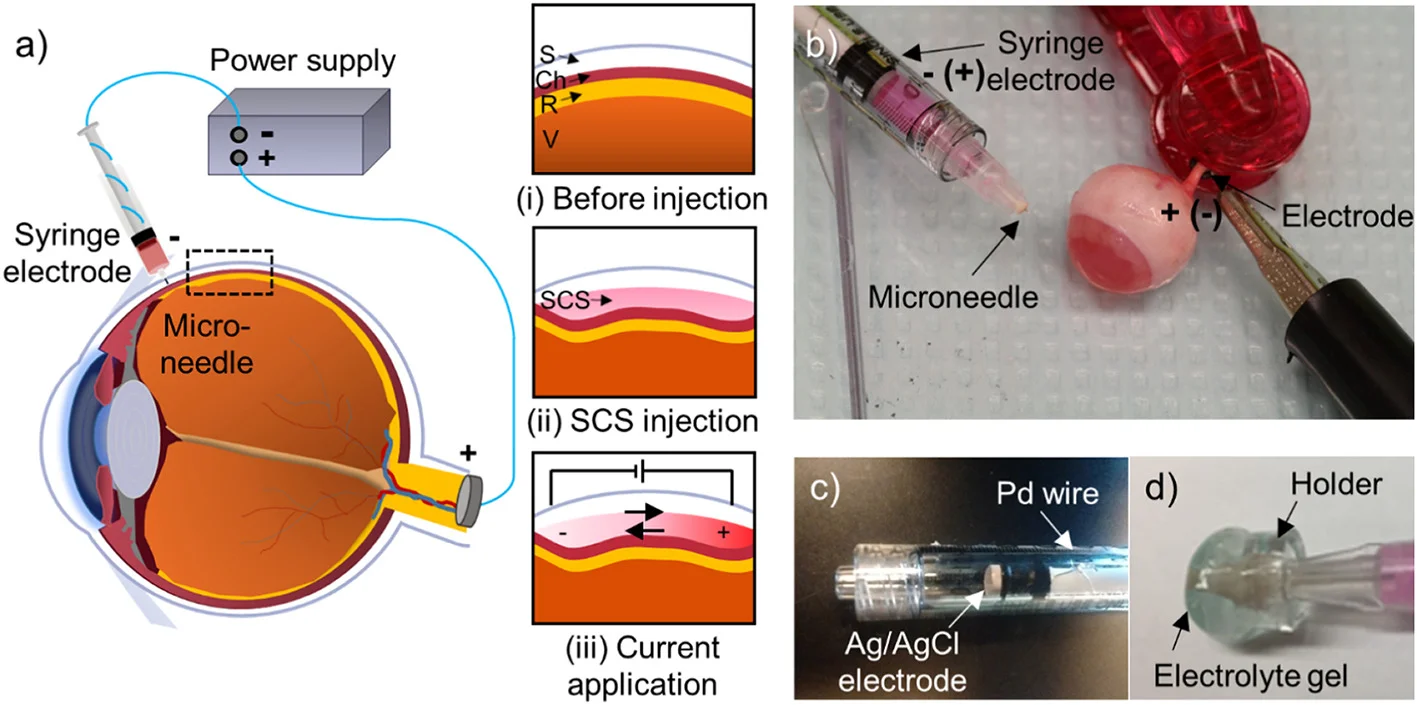 a)
Power supply
-
+
Syringe
electrode
-
Micro-
needle
+
S
Ch
R
V
(i) Before injection
SCS
(ii) SCS injection
-
+
(iii) Current
application
b)
Syringe
- (+)electrode
Microneedle
+ (-)
Electrode
c)
Pd wire
Ag/AgCl
electrode
d)
Holder
Electrolyte gel